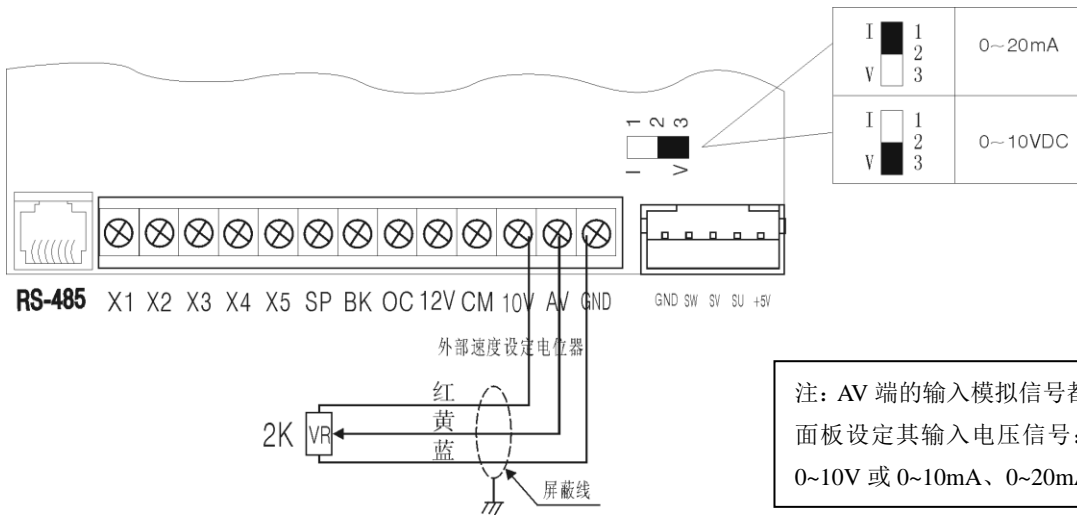 I 1
2
V 3
0~20mA
I 1
2
V 3
0~10VDC
1 2 3
I V
RS-485 X1 X2 X3 X4 X5 SP BK OC 12V CM 10V AV GND
GND SW SV SU +5V
外部速度设定电位器
红
黄
蓝
2K VR
屏蔽线
注: AV 端的输入模拟信号
面板设定其输入电压信号:
0~10V 或 0~10mA、0~20mA